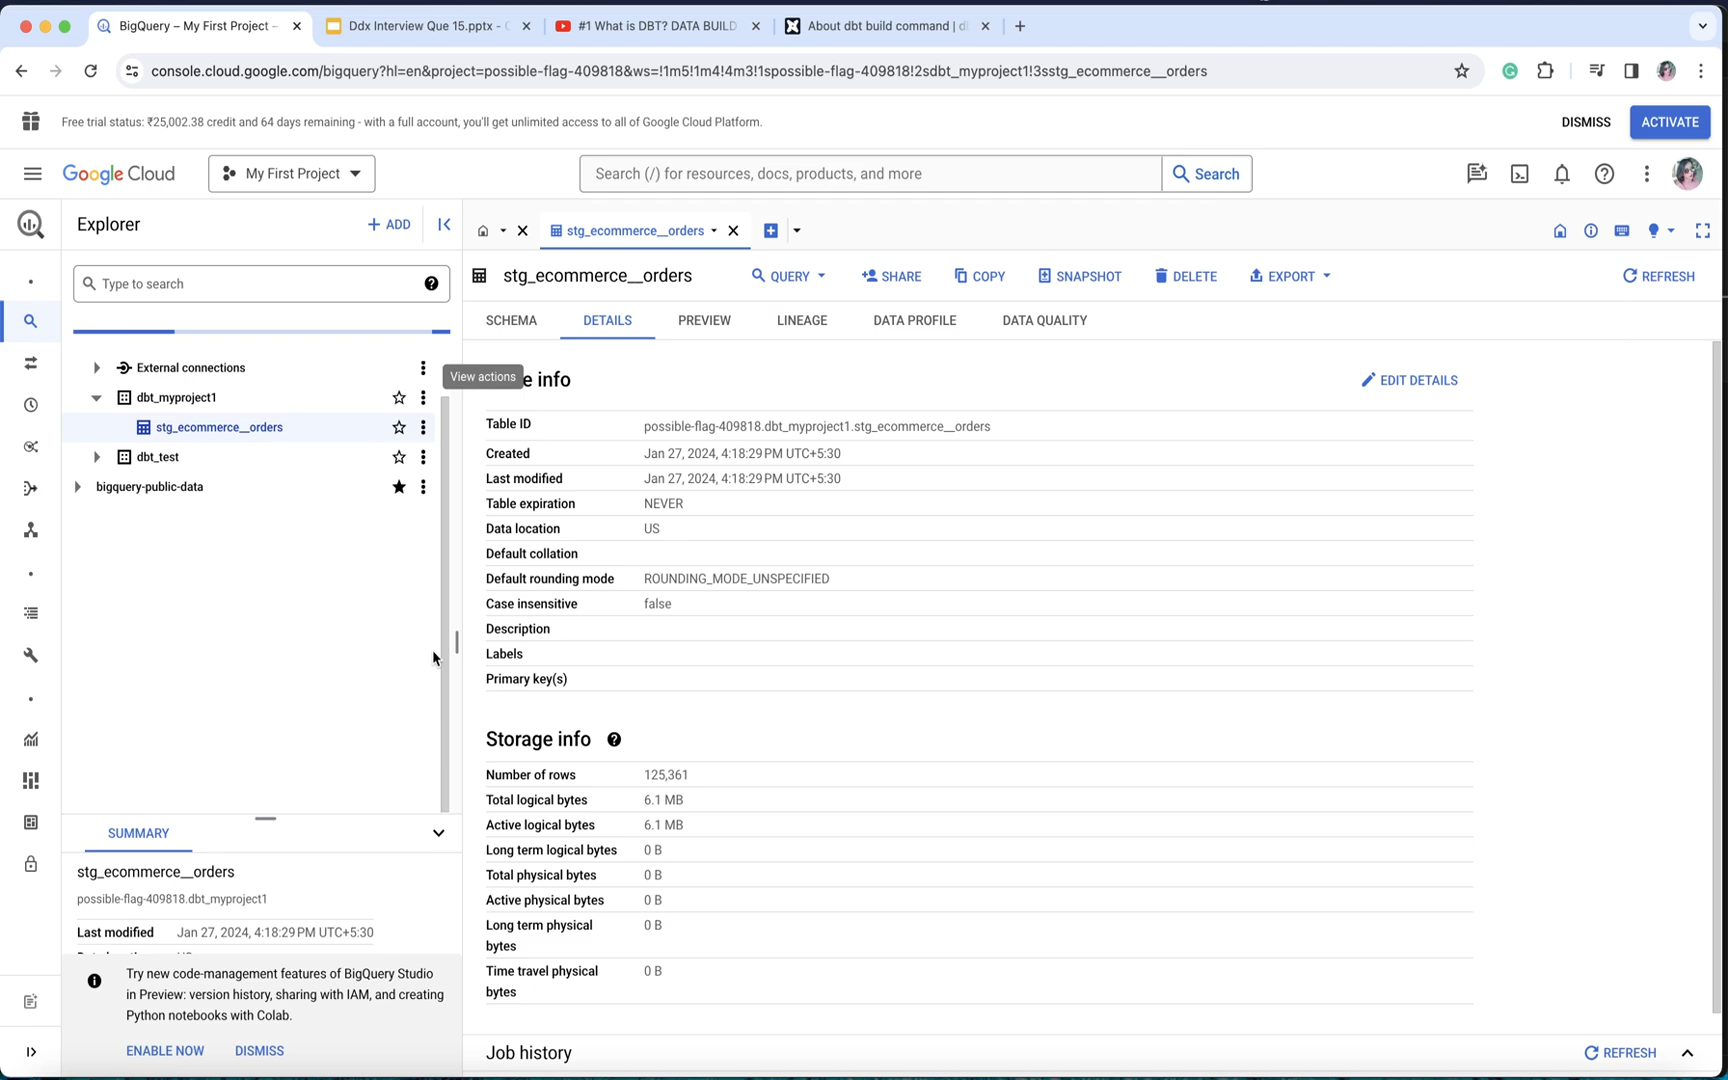 BigQuery – My First Project –
Ddx Interview Que 15.pptx - G
#1 What is DBT? DATA BUILD
About dbt build command | d
console.cloud.google.com/bigquery?hl=en&project=possible-flag-409818&ws=!1m5!1m4!4m3!1spossible-flag-409818!2sdbt_myproject1!3sstg_ecommerce__orders
Free trial status: ₹25,002.38 credit and 64 days remaining - with a full account, you'll get unlimited access to all of Google Cloud Platform.
DISMISS
ACTIVATE
Google Cloud
My First Project
Search (/) for resources, docs, products, and more
Search
Explorer
+ ADD
stg_ecommerce__orders
Type to search
stg_ecommerce__orders
QUERY
SHARE
COPY
SNAPSHOT
DELETE
EXPORT
REFRESH
SCHEMA
DETAILS
PREVIEW
LINEAGE
DATA PROFILE
DATA QUALITY
External connections
dbt_myproject1
stg_ecommerce__orders
dbt_test
bigquery-public-data
View actions
e info
EDIT DETAILS
Table ID possible-flag-409818.dbt_myproject1.stg_ecommerce__orders
Created Jan 27, 2024, 4:18:29 PM UTC+5:30
Last modified Jan 27, 2024, 4:18:29 PM UTC+5:30
Table expiration NEVER
Data location US
Default collation
Default rounding mode ROUNDING_MODE_UNSPECIFIED
Case insensitive false
Description
Labels
Primary key(s)
Storage info
Number of rows 125,361
Total logical bytes 6.1 MB
Active logical bytes 6.1 MB
Long term logical bytes 0 B
Total physical bytes 0 B
Active physical bytes 0 B
Long term physical 0 B
bytes
Time travel physical 0 B
bytes
Job history
REFRESH
SUMMARY
stg_ecommerce__orders
possible-flag-409818.dbt_myproject1
Last modified Jan 27, 2024, 4:18:29 PM UTC+5:30
Try new code-management features of BigQuery Studio
in Preview: version history, sharing with IAM, and creating
Python notebooks with Colab.
ENABLE NOW
DISMISS